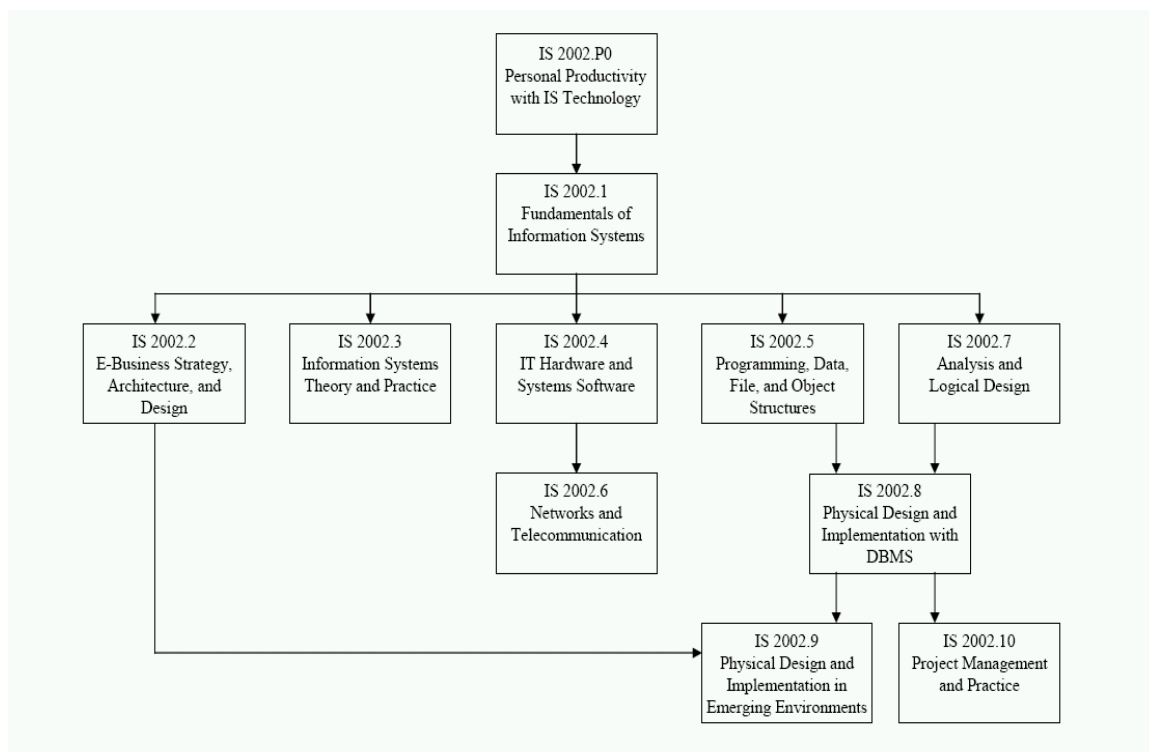 IS 2002.P0
Personal Productivity
with IS Technology
IS 2002.1
Fundamentals of
Information Systems
IS 2002.2
E-Business Strategy,
Architecture, and
Design
IS 2002.3
Information Systems
Theory and Practice
IS 2002.4
IT Hardware and
Systems Software
IS 2002.5
Programming, Data,
File, and Object
Structures
IS 2002.7
Analysis and
Logical Design
IS 2002.6
Networks and
Telecommunication
IS 2002.8
Physical Design and
Implementation with
DBMS
IS 2002.9
Physical Design and
Implementation in
Emerging Environments
IS 2002.10
Project Management
and Practice